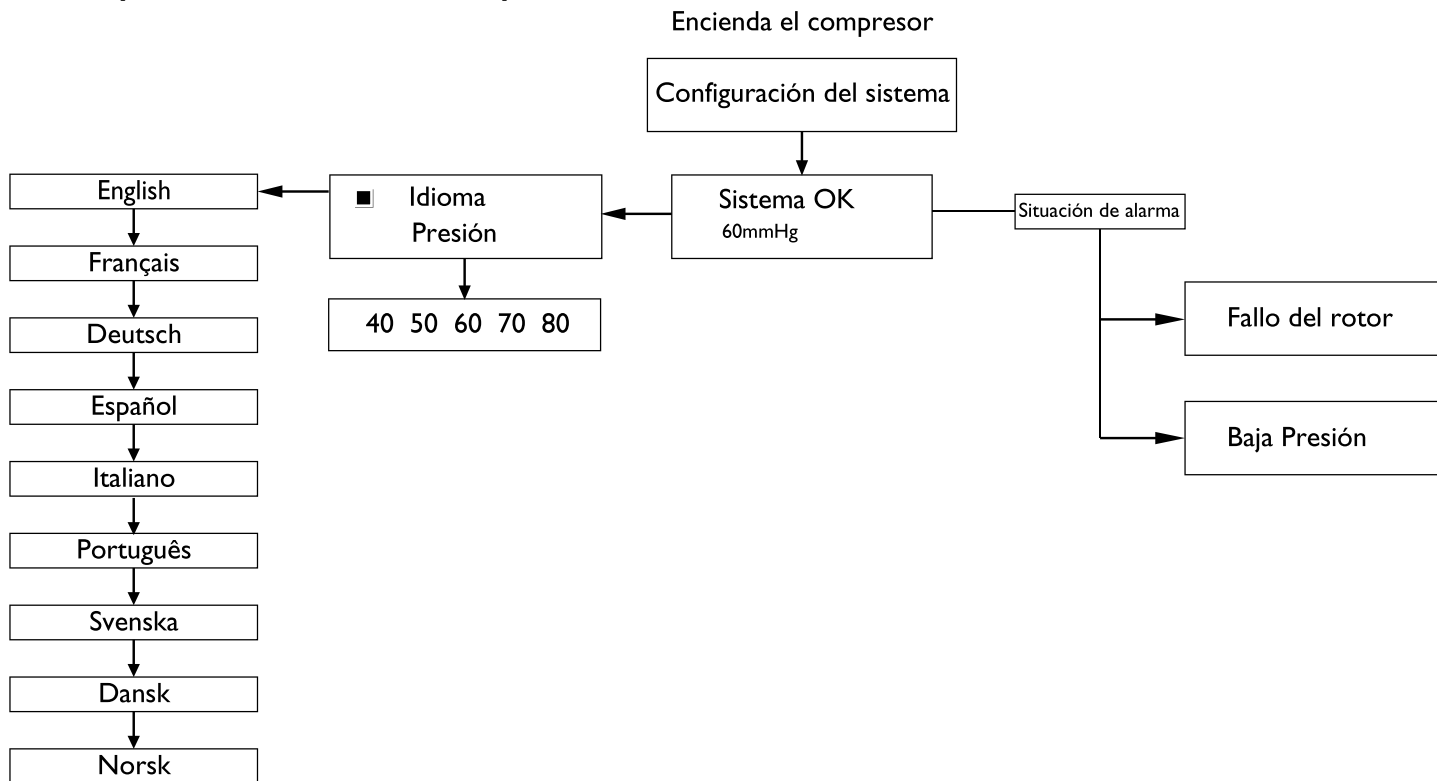 Encienda el compresor
Configuración del sistema
English
Idioma
Presión
Sistema OK
60mmHg
Situación de alarma
Français
Deutsch
40 50 60 70 80
Fallo del rotor
Español
Baja Presión
Italiano
Português
Svenska
Dansk
Norsk